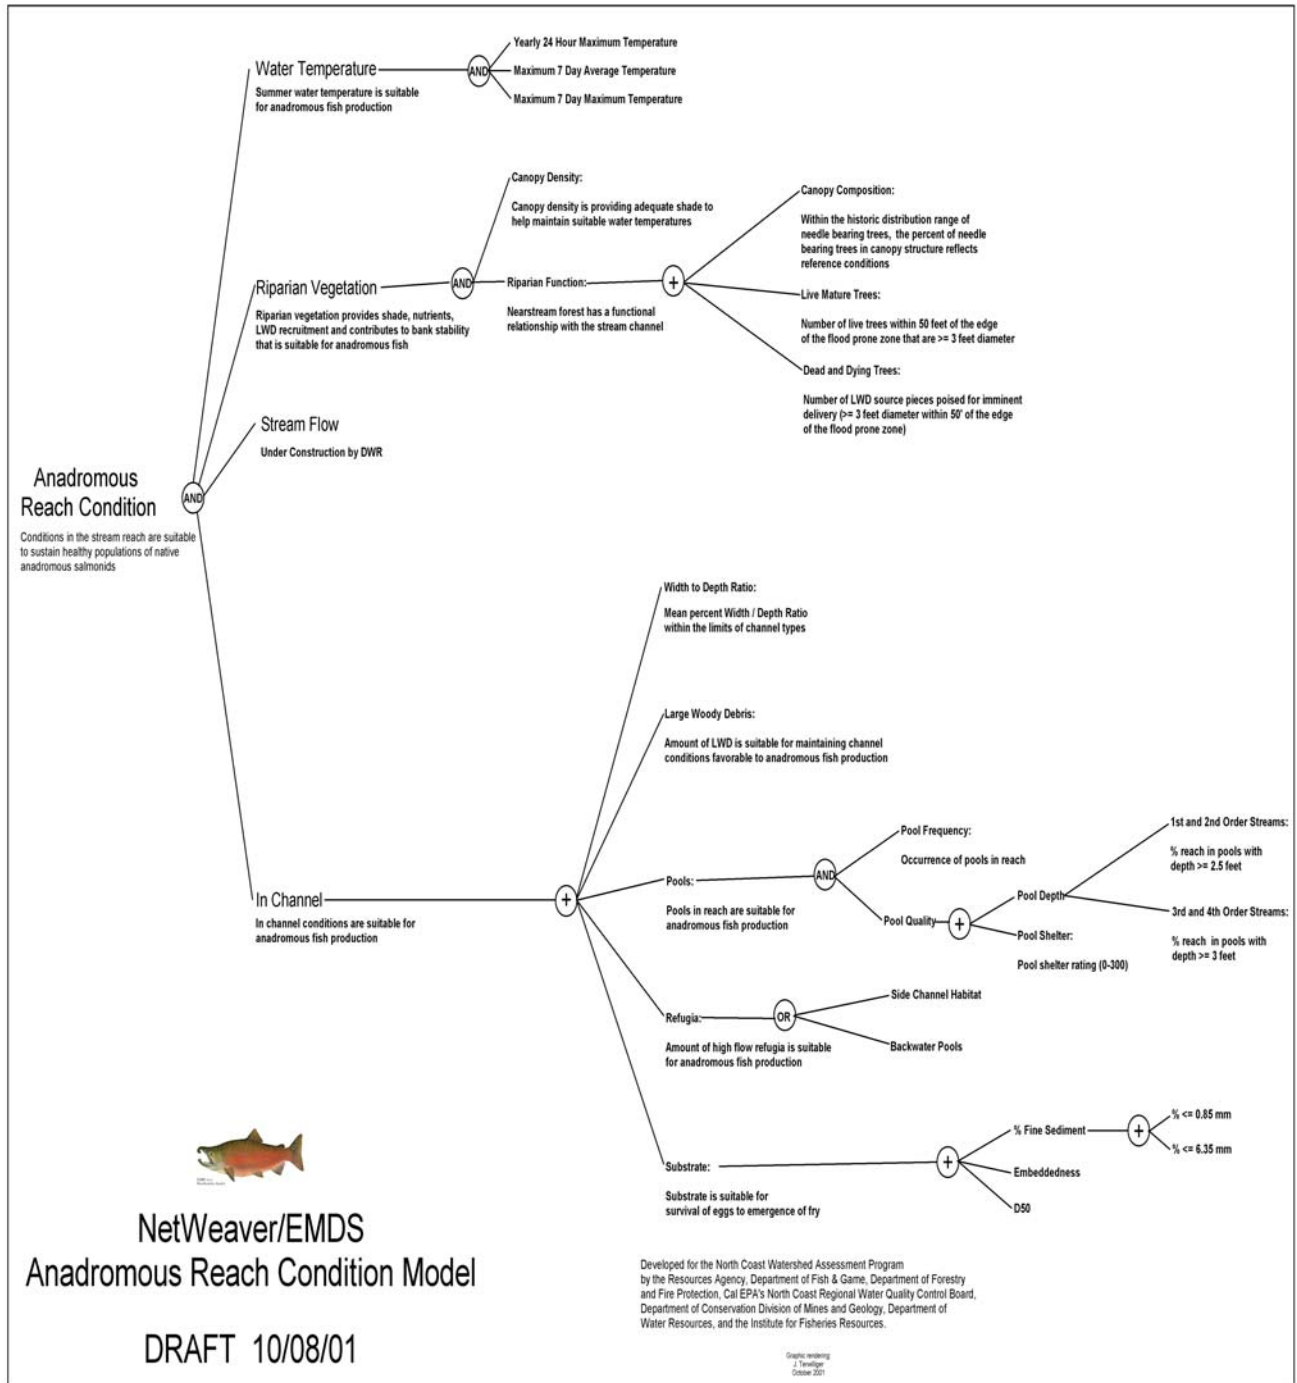 Yearly 24 Hour Maximum Temperature
Water Temperature
AND
Maximum 7 Day Average Temperature
Summer water temperature is suitable
for anadromous fish production
Maximum 7 Day Maximum Temperature
Canopy Density:
Canopy density is providing adequate shade to
help maintain suitable water temperatures
Canopy Composition:
Within the historic distribution range of
needle bearing trees, the percent of needle
bearing trees in canopy structure reflects
reference conditions
Riparian Vegetation
AND
Riparian Function:
+
Riparian vegetation provides shade, nutrients,
LWD recruitment and contributes to bank stability
that is suitable for anadromous fish
Nearstream forest has a functional
relationship with the stream channel
Live Mature Trees:
Number of live trees within 50 feet of the edge
of the flood prone zone that are >= 3 feet diameter
Dead and Dying Trees:
Number of LWD source pieces poised for imminent
delivery (>= 3 feet diameter within 50' of the edge
of the flood prone zone)
Stream Flow
Under Construction by DWR
Anadromous
Reach Condition
AND
Conditions in the stream reach are suitable
to sustain healthy populations of native
anadromous salmonids
Width to Depth Ratio:
Mean percent Width / Depth Ratio
within the limits of channel types
Large Woody Debris:
Amount of LWD is suitable for maintaining channel
conditions favorable to anadromous fish production
In Channel
+
In channel conditions are suitable for
anadromous fish production
Pools:
AND
Pools in reach are suitable for
anadromous fish production
Pool Frequency:
Occurrence of pools in reach
Pool Quality
+
Pool Depth
1st and 2nd Order Streams:
% reach in pools with
depth >= 2.5 feet
3rd and 4th Order Streams:
% reach in pools with
depth >= 3 feet
Pool Shelter:
Pool shelter rating (0-300)
Refugia:
OR
Side Channel Habitat
Backwater Pools
Amount of high flow refugia is suitable
for anadromous fish production
Substrate:
+
% Fine Sediment
+
% <= 0.85 mm
% <= 6.35 mm
Embeddedness
D50
Substrate is suitable for
survival of eggs to emergence of fry
NetWeaver/EMDS
Anadromous Reach Condition Model
DRAFT 10/08/01
Developed for the North Coast Watershed Assessment Program
by the Resources Agency, Department of Fish & Game, Department of Forestry
and Fire Protection, Cal EPA's North Coast Regional Water Quality Control Board,
Department of Conservation Division of Mines and Geology, Department of
Water Resources, and the Institute for Fisheries Resources.
Graphic rendering:
J. Terwilliger
October 2001